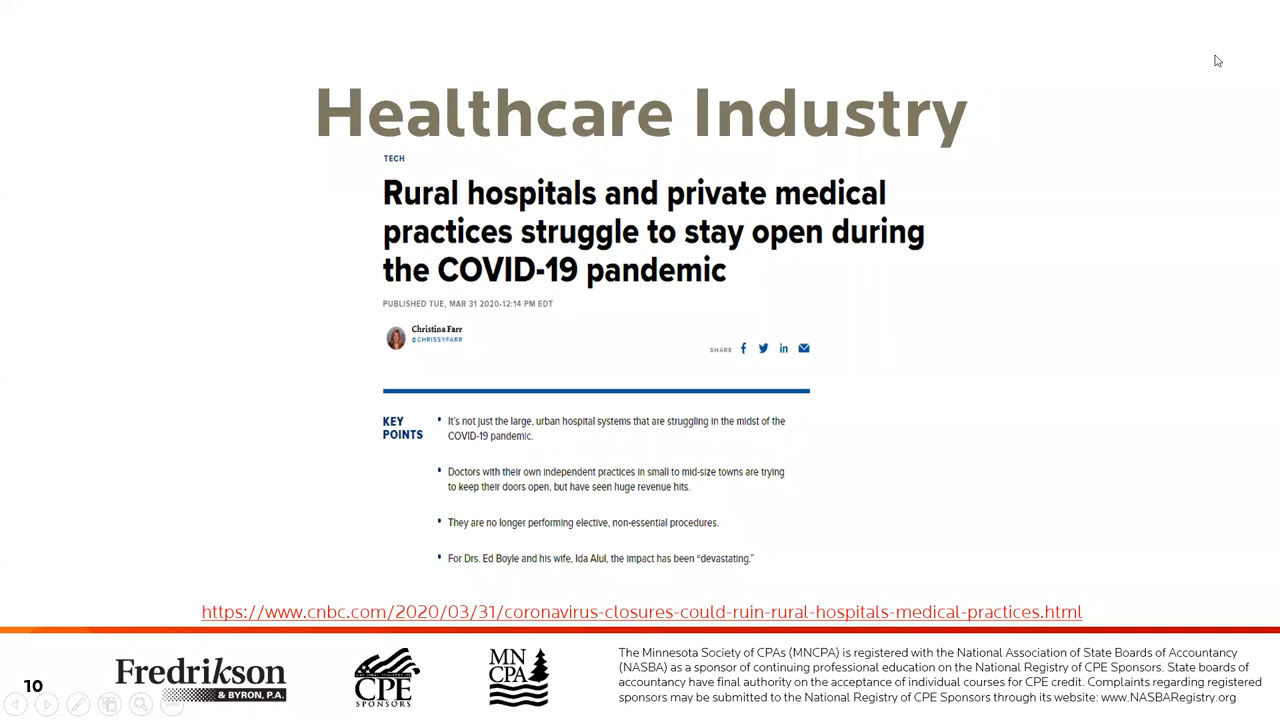 Healthcare Industry
TECH
Rural hospitals and private medical
practices struggle to stay open during
the COVID-19 pandemic
PUBLISHED TUE, MAR 31 2020•12:14 PM EDT
Christina Farr
@CHRISSYFARR
SHARE
KEY
POINTS
• It's not just the large, urban hospital systems that are struggling in the midst of the
COVID-19 pandemic.
• Doctors with their own independent practices in small to mid-size towns are trying
to keep their doors open, but have seen huge revenue hits.
• They are no longer performing elective, non-essential procedures.
• For Drs. Ed Boyle and his wife, Ida Alul, the impact has been “devastating.”
https://www.cnbc.com/2020/03/31/coronavirus-closures-could-ruin-rural-hospitals-medical-practices.html
10
Fredrikson
& BYRON, P.A.
CPE
SPONSORS
MN
CPA
The Minnesota Society of CPAs (MNCPA) is registered with the National Association of State Boards of Accountancy
(NASBA) as a sponsor of continuing professional education on the National Registry of CPE Sponsors. State boards of
accountancy have final authority on the acceptance of individual courses for CPE credit. Complaints regarding registered
sponsors may be submitted to the National Registry of CPE Sponsors through its website: www.NASBARegistry.org